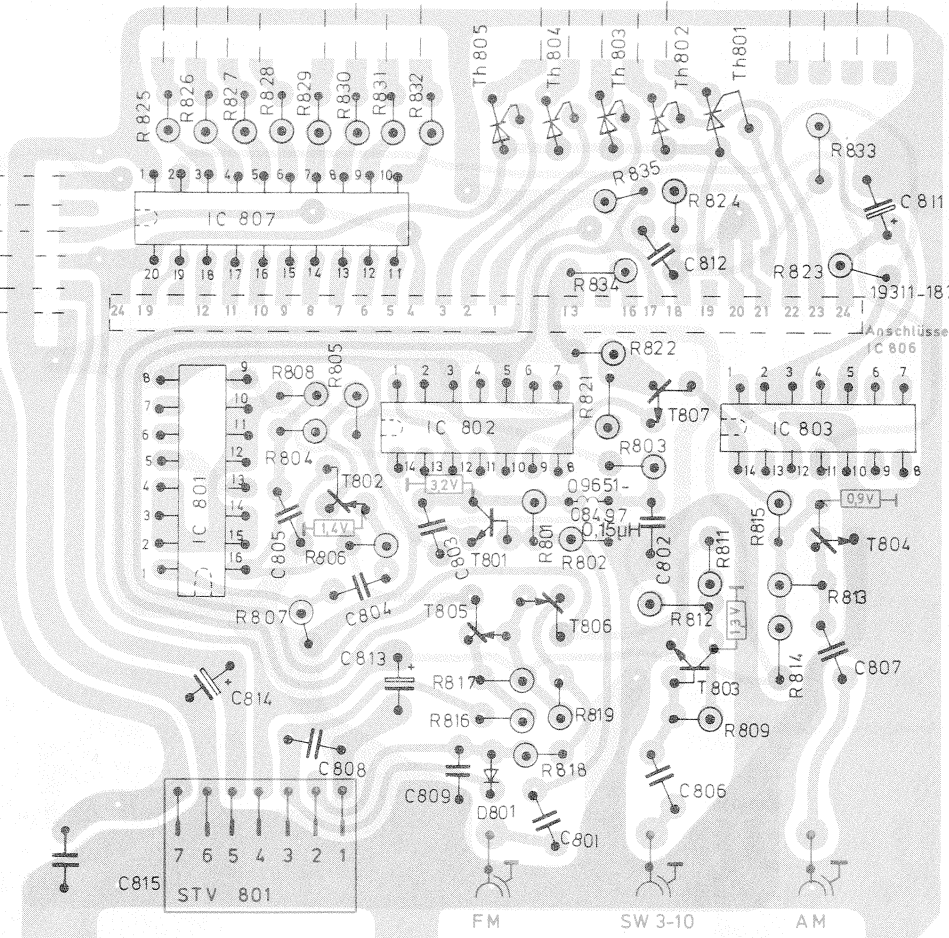 R825 R826 R827 R828 R829 R830 R831 R832 Th805 Th804 Th803 Th802 Th801
R833
R835
R824
C811
+
1 2 3 4 5 6 7 8 9 10
IC 807
20 19 18 17 16 15 14 13 12 11
C812
R834
R823
19311-181
24 19 12 11 10 9 8 7 6 5 4 3 2 1 13 16 17 18 19 20 21 22 23 24
Anschlüsse
IC 806
R822
8 9
7 10
6 11
5 12
4 13
3 14
2 15
1 16
IC 801
R808
R805
R804
1 2 3 4 5 6 7
IC 802
14 13 12 11 10 9 8
R821
T807
R803
1 2 3 4 5 6 7
IC 803
14 13 12 11 10 9 8
T802
3,2V
09651-
084.97
0,15µH
0,9V
C805
1,4V
R806
C803
T801
R801
R802
C802
R811
R815
T804
R807
C804
T805
T806
R812
1,3V
R813
C813
+
C814
+
R817
T803
R814
C807
R816
R819
R809
C808
R818
C809
D801
C801
C806
7 6 5 4 3 2 1
C815
STV 801
FM
SW 3-10
AM